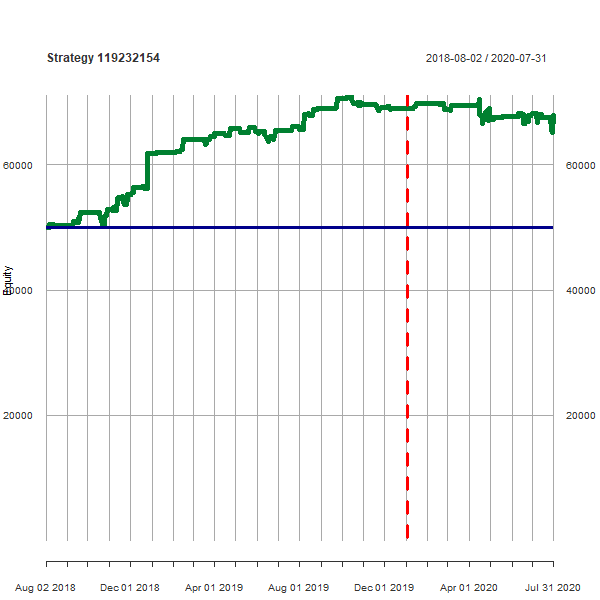 Strategy 119232154
2018-08-02 / 2020-07-31
60000
60000
Equity
40000
40000
20000
20000
Aug 02 2018
Dec 01 2018
Apr 01 2019
Aug 01 2019
Dec 01 2019
Apr 01 2020
Jul 31 2020